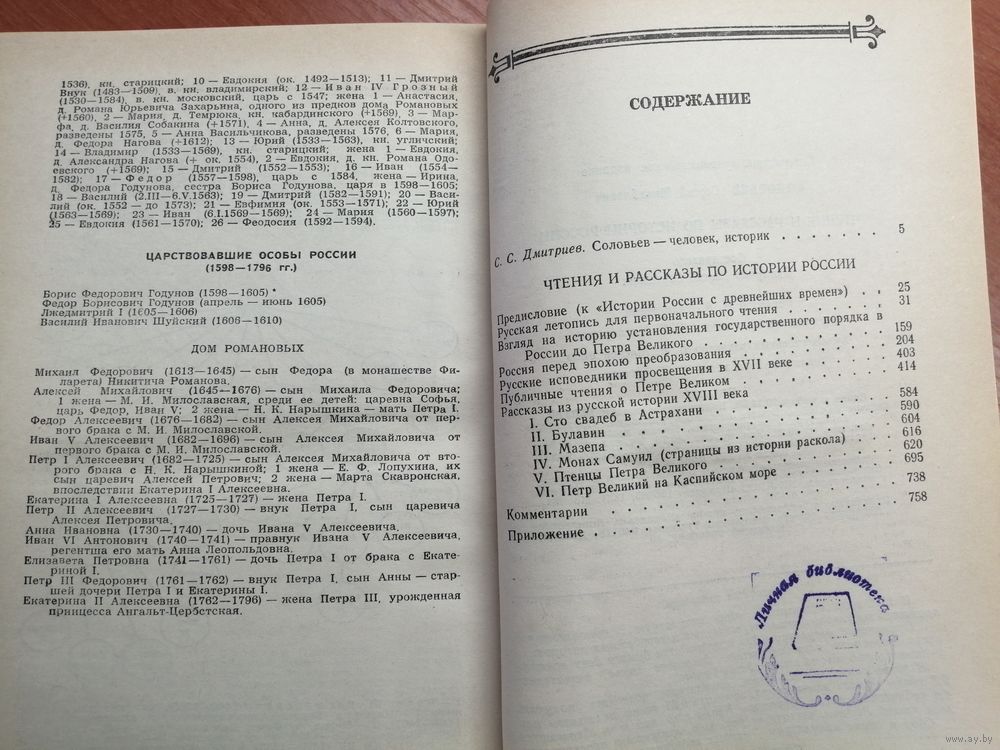 1536), кн. старицкий; 10 — Евдокия (ок. 1492—1513); 11 — Дмитрий
Внук (1483—1509), в. кн. владимирский; 12 — Иван IV Грозный
(1530—1584), в. кн. московский, царь с 1547; жена 1 — Анастасия,
д. Романа Юрьевича Захарьина, одного из предков дома Романовых
(+1560), 2 — Мария, д. Темрюка, кн. кабардинского (+1569), 3 — Мар-
фа, д. Василия Собакина (+1571), 4 — Анна, д. Алексея Колтовского,
разведены 1575, 5 — Анна Васильчикова, разведены 1576, 6 — Мария,
д. Федора Нагова (+1612); 13 — Юрий (1533—1563), кн. угличский;
14 — Владимир (1533—1569), кн. старицкий; жена 1 — Евдокия,
д. Александра Нагова (+ ок. 1554), 2 — Евдокия, д. кн. Романа Одо-
евского (+1569); 15 — Дмитрий (1552—1553); 16 — Иван (1554—
1582); 17 — Федор (1557—1598), царь с 1584, жена — Ирина,
д. Федора Годунова, сестра Бориса Годунова, царя в 1598—1605;
18 — Василий (2.III—6.V.1563); 19 — Дмитрий (1582—1591); 20 — Васи-
лий (ок. 1552 — до 1573); 21 — Евфимия (ок. 1553—1571); 22 — Юрий
(1563—1569); 23 — Иван (6.I.1569—1569); 24 — Мария (1560—1597);
25 — Евдокия (1561—1570); 26 — Феодосия (1592—1594).
ЦАРСТВОВАВШИЕ ОСОБЫ РОССИИ
(1598—1796 гг.)
Борис Федорович Годунов (1598—1605) *
Федор Борисович Годунов (апрель — июнь 1605)
Лжедмитрий I (1605—1606)
Василий Иванович Шуйский (1606—1610)
ДОМ РОМАНОВЫХ
Михаил Федорович (1613—1645) — сын Федора (в монашестве Фи-
ларета) Никитича Романова.
Алексей Михайлович (1645—1676) — сын Михаила Федоровича;
1 жена — М. И. Милославская, среди ее детей: царевна Софья,
царь Федор, Иван V; 2 жена — Н. К. Нарышкина — мать Петра I.
Федор Алексеевич (1676—1682) — сын Алексея Михайловича от пер-
вого брака с М. И. Милославской.
Иван V Алексеевич (1682—1696) — сын Алексея Михайловича от
первого брака с М. И. Милославской.
Петр I Алексеевич (1682—1725) — сын Алексея Михайловича от вто-
рого брака с Н. К. Нарышкиной; 1 жена — Е. Ф. Лопухина, их
сын царевич Алексей Петрович; 2 жена — Марта Скавронская,
впоследствии Екатерина I Алексеевна.
Екатерина I Алексеевна (1725—1727) — жена Петра I.
Петр II Алексеевич (1727—1730) — внук Петра I, сын царевича
Алексея Петровича.
Анна Ивановна (1730—1740) — дочь Ивана V Алексеевича.
Иван VI Антонович (1740—1741) — правнук Ивана V Алексеевича,
регентша его мать Анна Леопольдовна.
Елизавета Петровна (1741—1761) — дочь Петра I от брака с Екате-
риной I.
Петр III Федорович (1761—1762) — внук Петра I, сын Анны — стар-
шей дочери Петра I и Екатерины I.
Екатерина II Алексеевна (1762—1796) — жена Петра III, урожденная
принцесса Ангальт-Цербстская.
СОДЕРЖАНИЕ
С. С. Дмитриев. Соловьев — человек, историк . . . . . . . 5
ЧТЕНИЯ И РАССКАЗЫ ПО ИСТОРИИ РОССИИ
Предисловие (к «Истории России с древнейших времен») . . 25
Русская летопись для первоначального чтения . . . . . 31
Взгляд на историю установления государственного порядка в
России до Петра Великого . . . . . . . . . . 159
Россия перед эпохою преобразования . . . . . . . . 204
Русские исповедники просвещения в XVII веке . . . . . 403
Публичные чтения о Петре Великом . . . . . . . . 414
Рассказы из русской истории XVIII века
I. Сто свадеб в Астрахани . . . . . . . . . 584
II. Булавин . . . . . . . . . . . . . 590
III. Мазепа . . . . . . . . . . . . . 604
IV. Монах Самуил (страницы из истории раскола) . . . 616
V. Птенцы Петра Великого . . . . . . . . . 620
VI. Петр Великий на Каспийском море . . . . . . 695
Комментарии . . . . . . . . . . . . . . 738
Приложение . . . . . . . . . . . . . . 758
Личная библиотека
www.ay.by